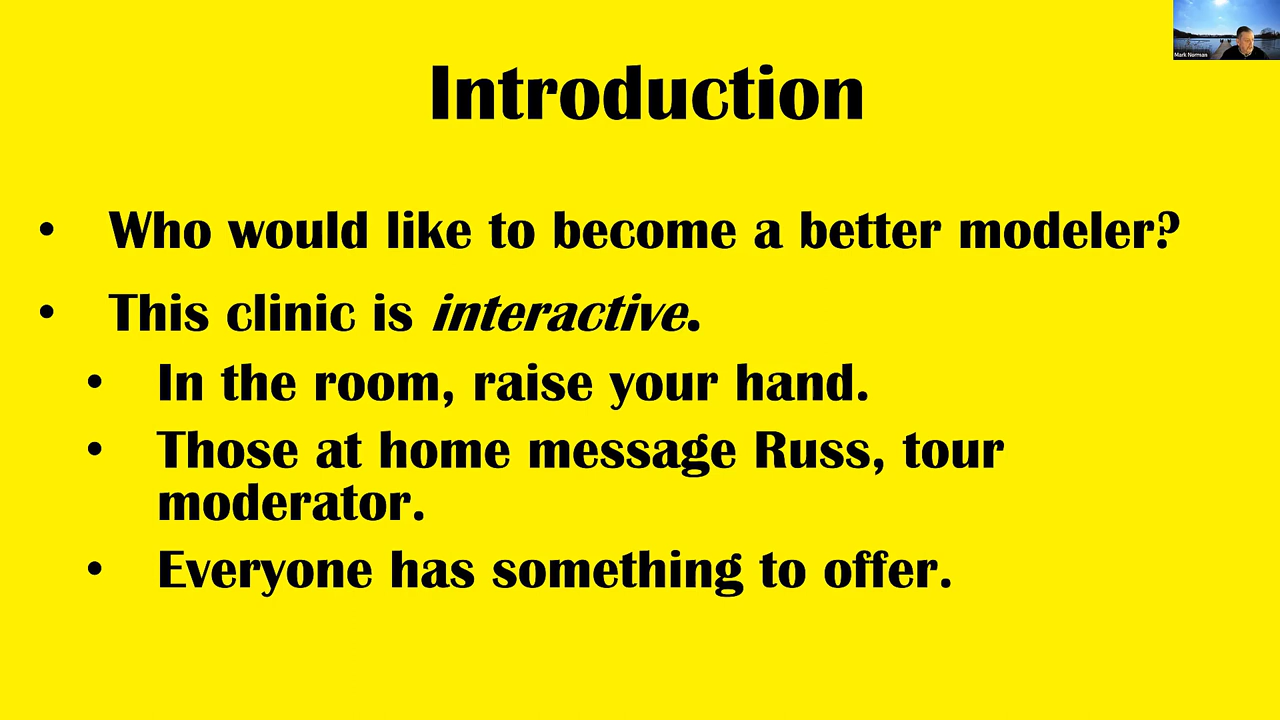 Mark Norman
Introduction
• Who would like to become a better modeler?
• This clinic is interactive.
• In the room, raise your hand.
• Those at home message Russ, tour
moderator.
• Everyone has something to offer.